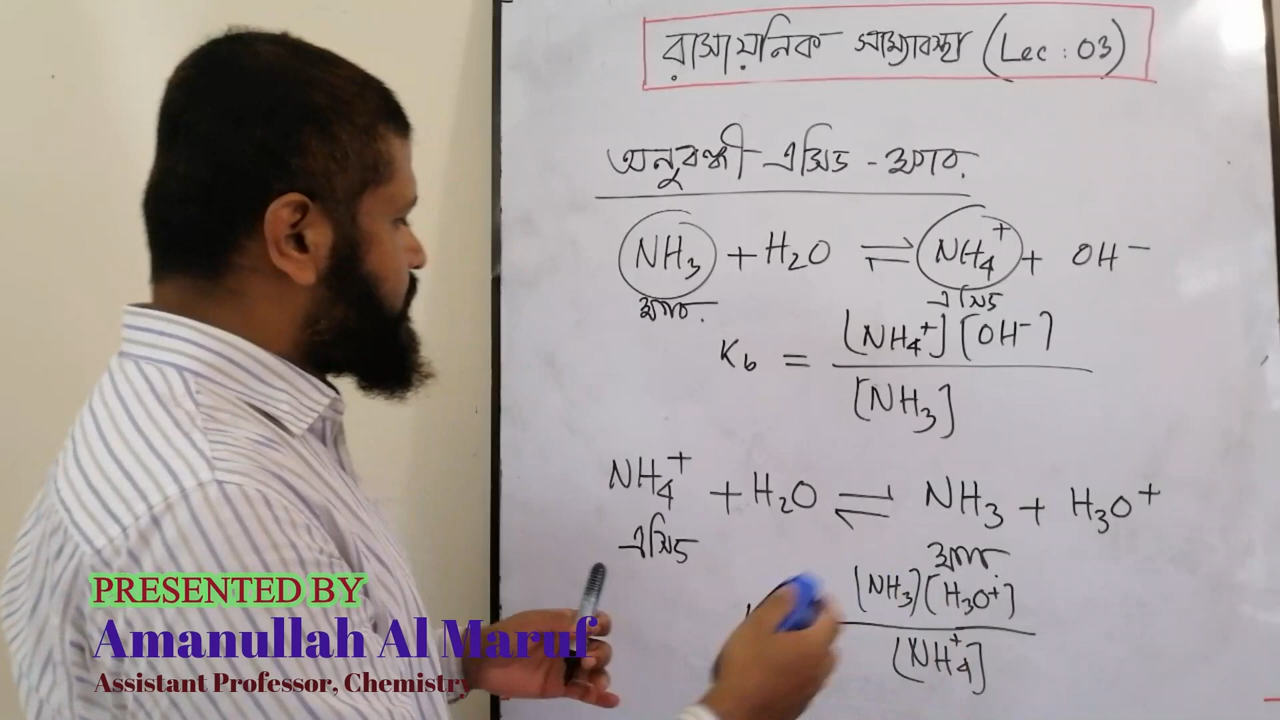 রাসায়নিক সাম্যাবস্থা (Lec : 03)
অনুবন্ধী এসিড - ক্ষার.
NH₃ + H₂O ⇌ NH₄⁺ + OH⁻
ক্ষার. এসিড
K_b = [NH₄⁺][OH⁻] / [NH₃]
NH₄⁺ + H₂O ⇌ NH₃ + H₃O⁺
এসিড ক্ষার
[NH₃][H₃O⁺] / [NH₄⁺]
PRESENTED BY
Amanullah Al Maruf
Assistant Professor, Chemistry